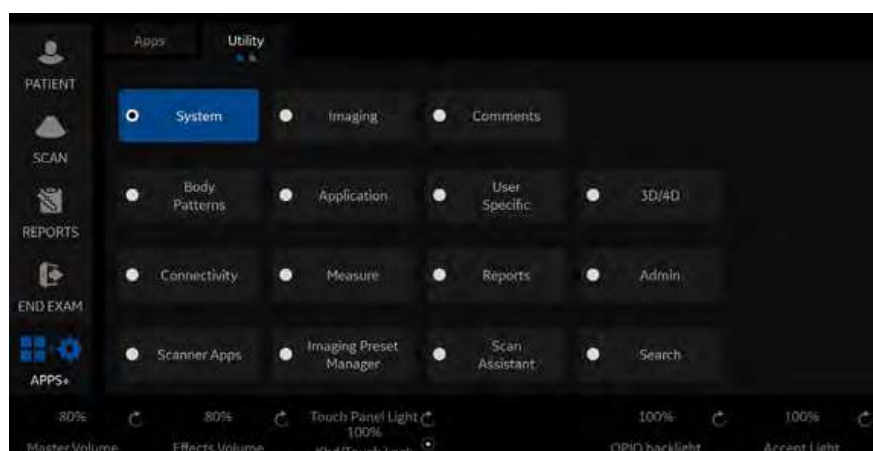 Apps
Utility
PATIENT
System
Imaging
Comments
SCAN
Body
Patterns
Application
User
Specific
3D/4D
REPORTS
Connectivity
Measure
Reports
Admin
END EXAM
Scanner Apps
Imaging Preset
Manager
Scan
Assistant
Search
APPS+
80%
80%
Touch Panel Light
100%
100%
100%
Master Volume
Effects Volume
Accent Light